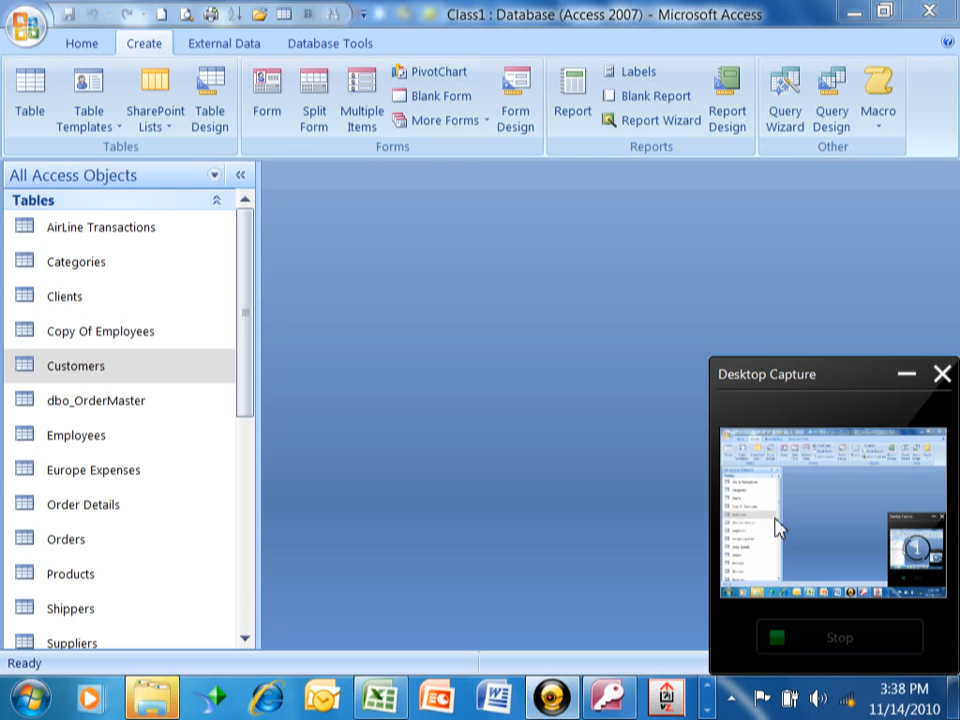 Class1 : Database (Access 2007) - Microsoft Access
Home Create External Data Database Tools
Table
Table Templates
SharePoint Lists
Table Design
Tables
Form
Split Form
Multiple Items
PivotChart
Blank Form
More Forms
Form Design
Forms
Report
Labels
Blank Report
Report Wizard
Report Design
Reports
Query Wizard
Query Design
Macro
Other
All Access Objects
Tables
AirLine Transactions
Categories
Clients
Copy Of Employees
Customers
dbo_OrderMaster
Employees
Europe Expenses
Order Details
Orders
Products
Shippers
Suppliers
Desktop Capture
1
Stop
Ready
3:38 PM
11/14/2010